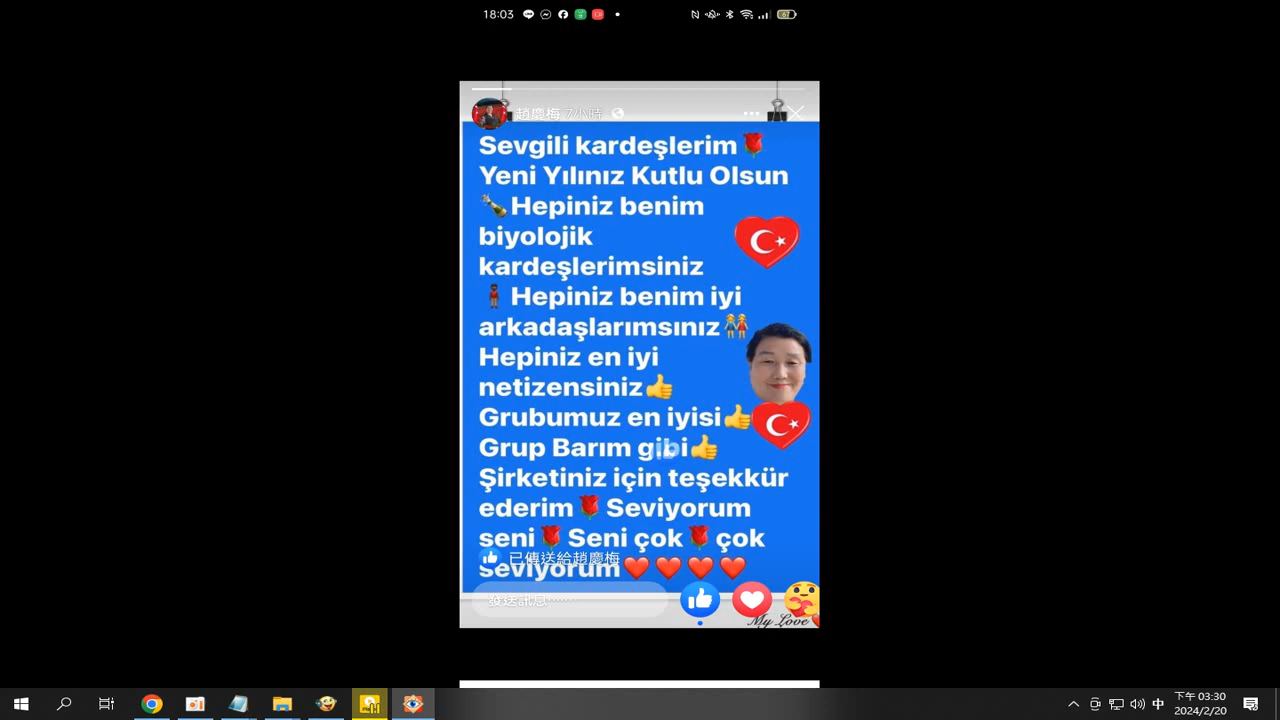 18:03
67
趙慶梅 7小時
Sevgili kardeşlerim🌹
Yeni Yılınız Kutlu Olsun
🍾Hepiniz benim
biyolojik
kardeşlerimsiniz
🧍🏿Hepiniz benim iyi
arkadaşlarımsınız👭
Hepiniz en iyi
netizensiniz👍
Grubumuz en iyisi👍
Grup Barım gibi👍
Şirketiniz için teşekkür
ederim🌹Seviyorum
seni🌹Seni çok🌹çok
已傳送給趙慶梅
seviyorum❤️❤️❤️❤️
發送訊息……
My Love
中
下午 03:30
2024/2/20